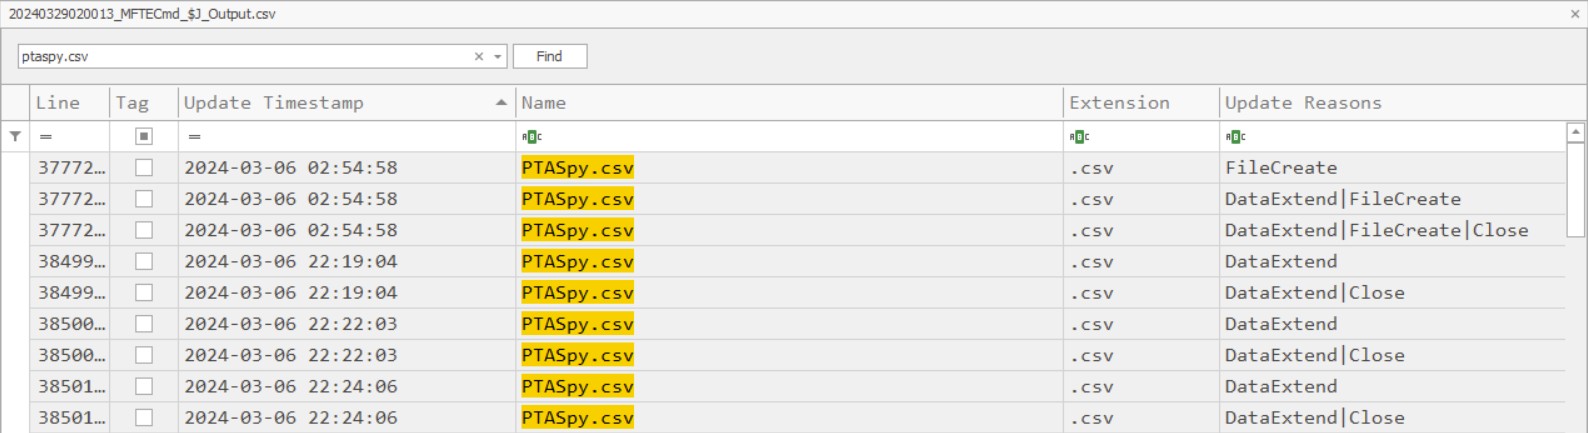 20240329020013_MFTECmd_$J_Output.csv
ptaspy.csv Find
Line Tag Update Timestamp Name Extension Update Reasons
= = ABC ABC ABC
37772… 2024-03-06 02:54:58 PTASpy.csv .csv FileCreate
37772… 2024-03-06 02:54:58 PTASpy.csv .csv DataExtend|FileCreate
37772… 2024-03-06 02:54:58 PTASpy.csv .csv DataExtend|FileCreate|Close
38499… 2024-03-06 22:19:04 PTASpy.csv .csv DataExtend
38499… 2024-03-06 22:19:04 PTASpy.csv .csv DataExtend|Close
38500… 2024-03-06 22:22:03 PTASpy.csv .csv DataExtend
38500… 2024-03-06 22:22:03 PTASpy.csv .csv DataExtend|Close
38501… 2024-03-06 22:24:06 PTASpy.csv .csv DataExtend
38501… 2024-03-06 22:24:06 PTASpy.csv .csv DataExtend|Close